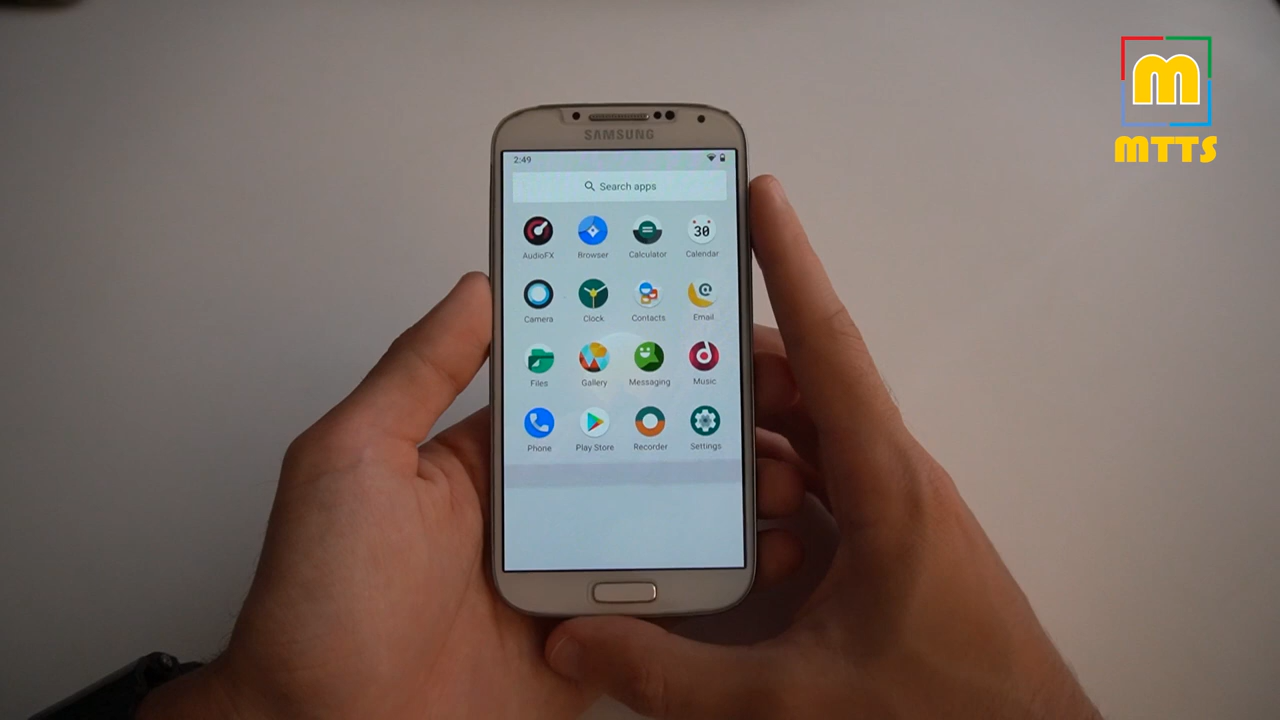 M
MTTS
SAMSUNG
2:49
Search apps
AudioFX
Browser
Calculator
30
Calendar
Camera
Clock
Contacts
@
Email
Files
Gallery
Messaging
Music
Phone
Play Store
Recorder
Settings